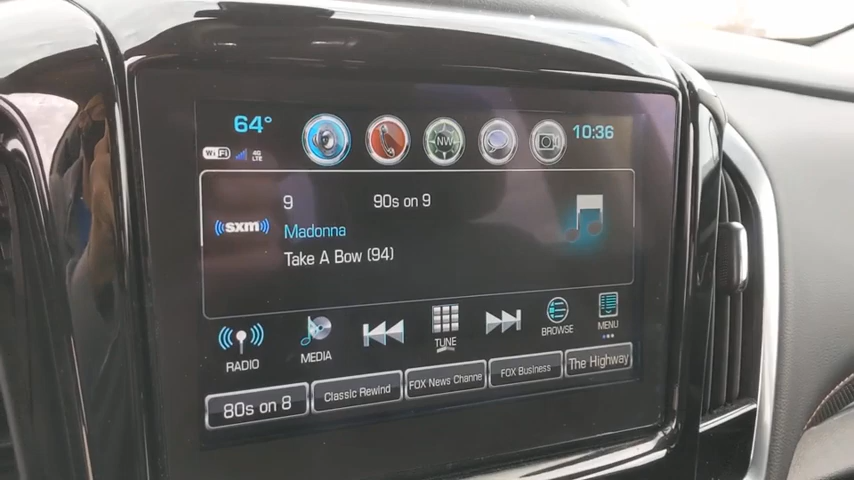 64° NW 10:36
WiFi 4G LTE
9 90s on 9
sxm
Madonna
Take A Bow (94)
RADIO MEDIA TUNE BROWSE MENU
80s on 8 Classic Rewind FOX News Channe FOX Business The Highway